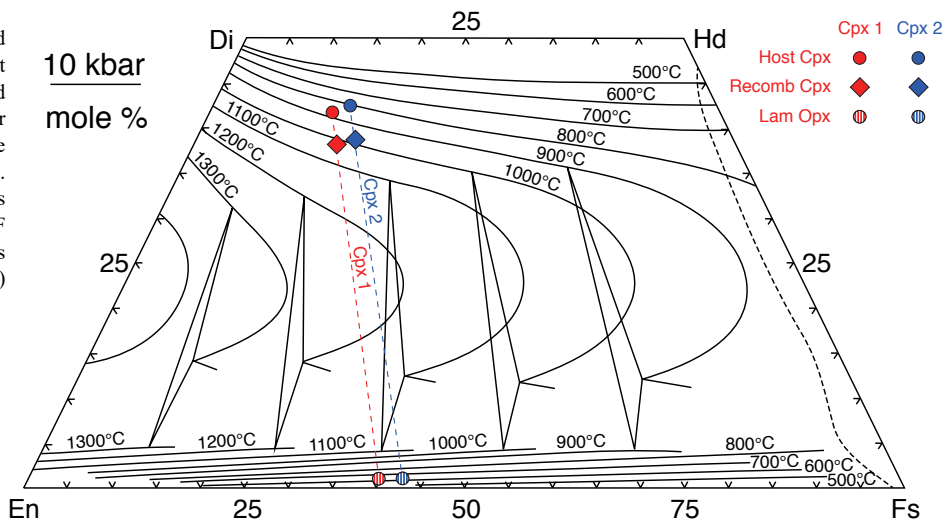 d
t
d
r
e
.
s
F
s
)
10 kbar
mole %
25
Di
Hd
Cpx 1 Cpx 2
Host Cpx
Recomb Cpx
Lam Opx
500°C
600°C
700°C
800°C
900°C
1000°C
1100°C
1200°C
1300°C
Cpx 2
Cpx 1
25
25
1300°C 1200°C 1100°C 1000°C 900°C 800°C
700°C 600°C
500°C
En 25 50 75 Fs